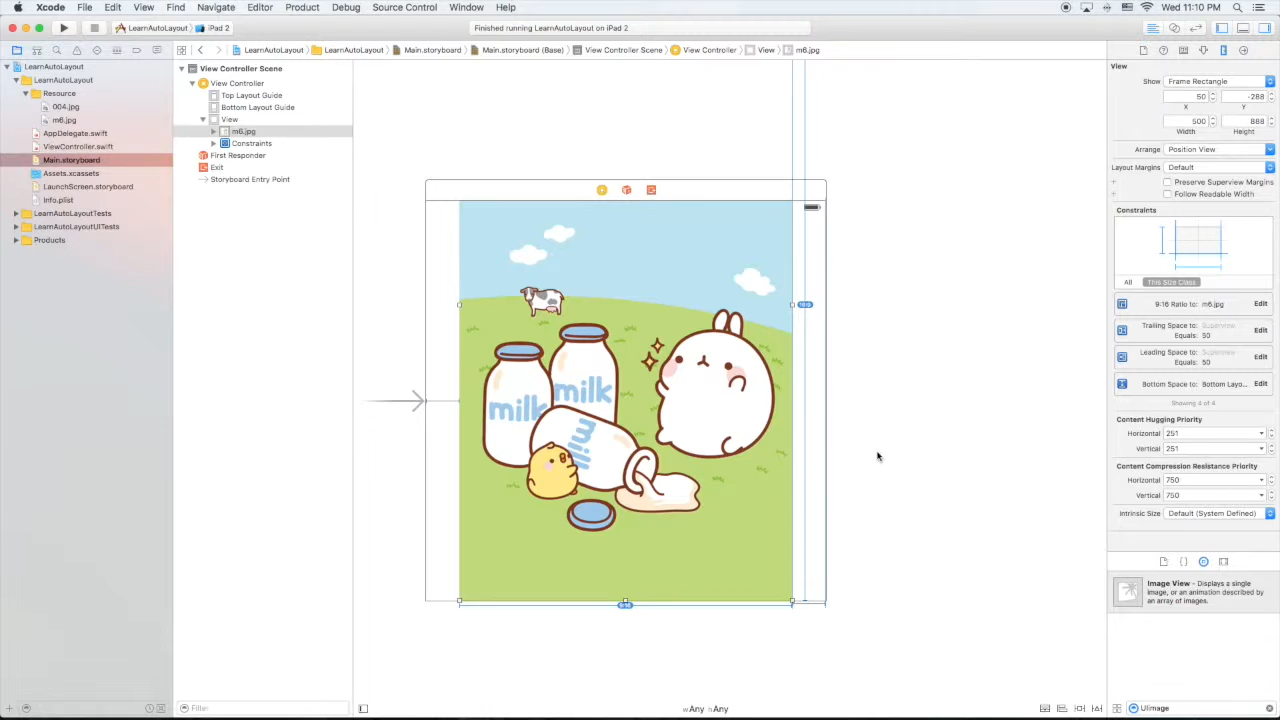 Xcode File Edit View Find Navigate Editor Product Debug Source Control Window Help Wed 11:10 PM
LearnAutoLayout iPad 2 Finished running LearnAutoLayout on iPad 2
LearnAutoLayout LearnAutoLayout Main.storyboard Main.storyboard (Base) View Controller Scene View Controller View m6.jpg
LearnAutoLayout
LearnAutoLayout
Resource
004.jpg
m6.jpg
AppDelegate.swift
ViewController.swift
Main.storyboard
Assets.xcassets
LaunchScreen.storyboard
Info.plist
LearnAutoLayoutTests
LearnAutoLayoutUITests
Products
View Controller Scene
View Controller
Top Layout Guide
Bottom Layout Guide
View
m6.jpg
Constraints
First Responder
Exit
Storyboard Entry Point
milk
milk
milk
View
Show Frame Rectangle
50 -288
X Y
500 888
Width Height
Arrange Position View
Layout Margins Default
Preserve Superview Margins
Follow Readable Width
Constraints
All This Size Class
9:16 Ratio to: m6.jpg Edit
Trailing Space to: Superview
Equals: 50 Edit
Leading Space to: Superview
Equals: 50 Edit
Bottom Space to: Bottom Layo... Edit
Showing 4 of 4
Content Hugging Priority
Horizontal 251
Vertical 251
Content Compression Resistance Priority
Horizontal 750
Vertical 750
Intrinsic Size Default (System Defined)
Image View - Displays a single
image, or an animation described by
an array of images.
Filter
wAny hAny
UIimage